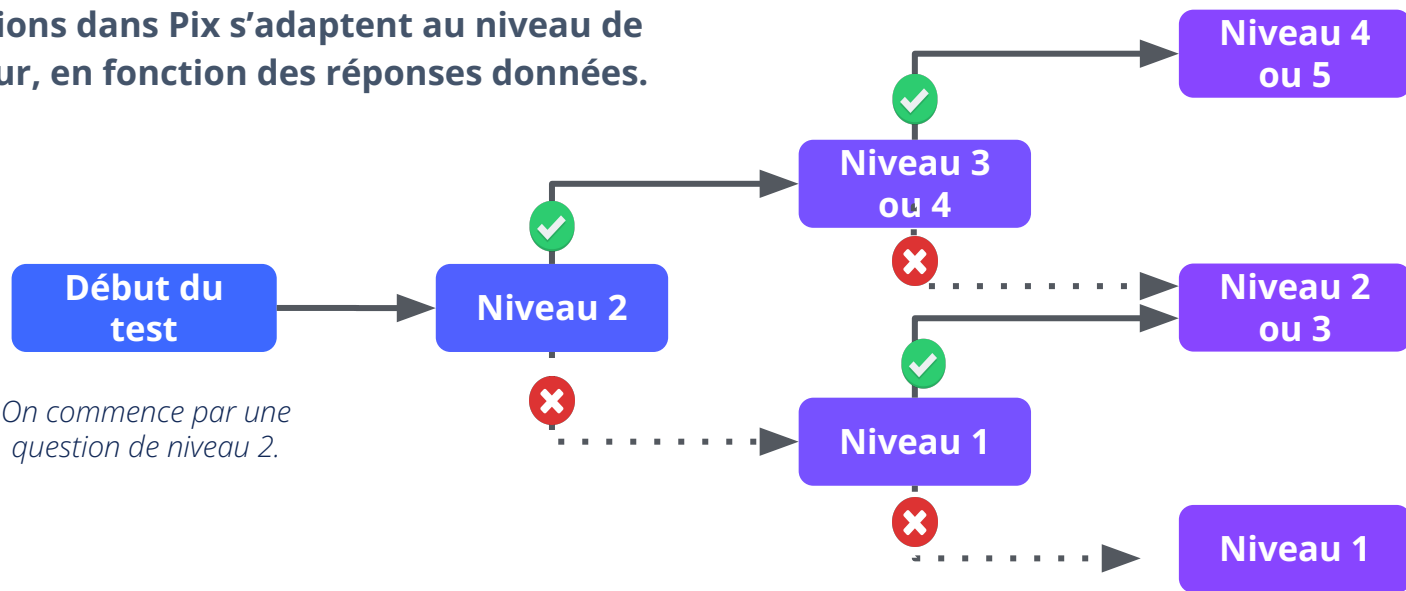 ions dans Pix s’adaptent au niveau de
ur, en fonction des réponses données.
Niveau 4
ou 5
Niveau 3
ou 4
Début du
test
Niveau 2
Niveau 2
ou 3
On commence par une
question de niveau 2.
Niveau 1
Niveau 1